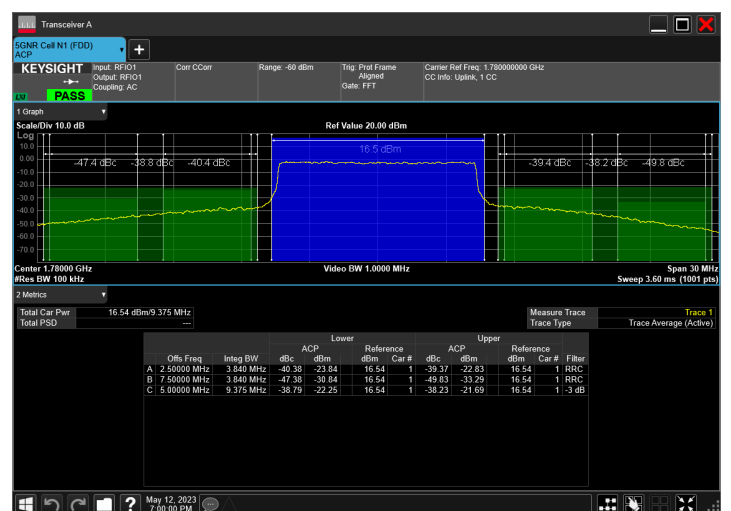 Transceiver A
5GNR Cell N1 (FDD)
ACP
KEYSIGHT
LXI
PASS
Input: RFIO1
Output: RFIO1
Coupling: AC
Corr CCorr
Range: -60 dBm
Trig: Prot Frame
Aligned
Gate: FFT
Carrier Ref Freq: 1.780000000 GHz
CC Info: Uplink, 1 CC
1 Graph
Scale/Div 10.0 dB
Ref Value 20.00 dBm
Log
10.0
0.00
-10.0
-20.0
-30.0
-40.0
-50.0
-60.0
-70.0
-47.4 dBc
-38.8 dBc
-40.4 dBc
16.5 dBm
-39.4 dBc
-38.2 dBc
-49.8 dBc
Center 1.78000 GHz
Video BW 1.0000 MHz
Span 30 MHz
#Res BW 100 kHz
Sweep 3.60 ms (1001 pts)
2 Metrics
Total Car Pwr 16.54 dBm/9.375 MHz
Total PSD ---
Measure Trace Trace 1
Trace Type Trace Average (Active)
Lower Upper
ACP Reference ACP Reference
Offs Freq Integ BW dBc dBm dBm Car # dBc dBm dBm Car # Filter
A 2.50000 MHz 3.840 MHz -40.38 -23.84 16.54 1 -39.37 -22.83 16.54 1 RRC
B 7.50000 MHz 3.840 MHz -47.38 -30.84 16.54 1 -49.83 -33.29 16.54 1 RRC
C 5.00000 MHz 9.375 MHz -38.79 -22.25 16.54 1 -38.23 -21.69 16.54 1 -3 dB
?
May 12, 2023
7:00:00 PM